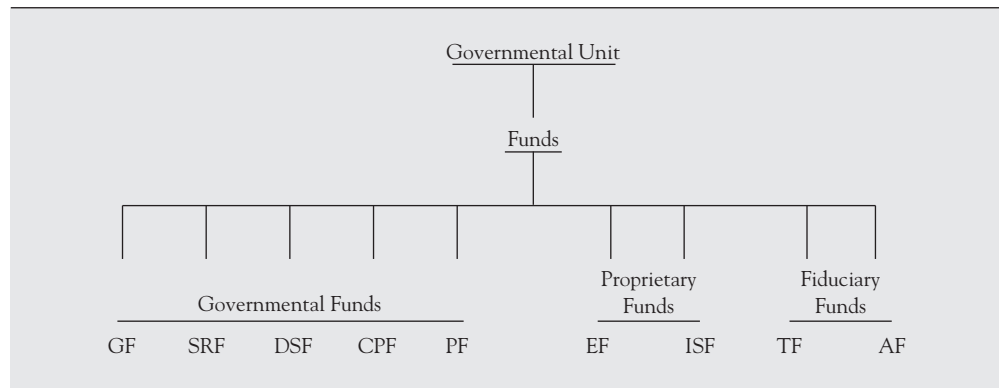 Governmental Unit
Funds
Governmental Funds
Proprietary
Funds
Fiduciary
Funds
GF SRF DSF CPF PF EF ISF TF AF